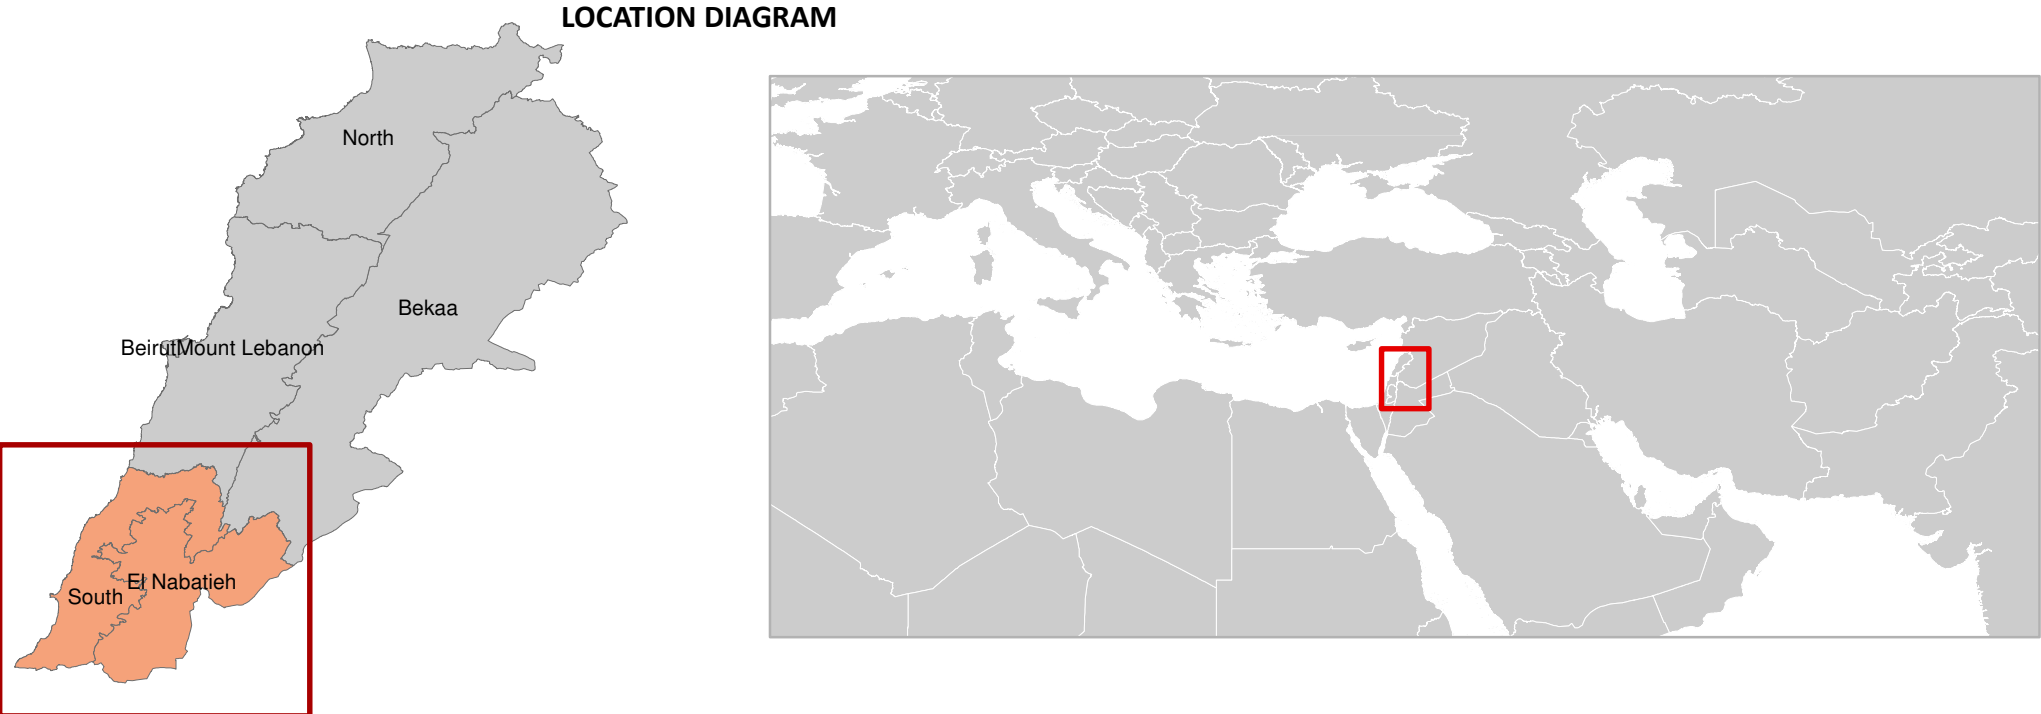 LOCATION DIAGRAM
North
Bekaa
Beirut
Mount Lebanon
El Nabatieh
South